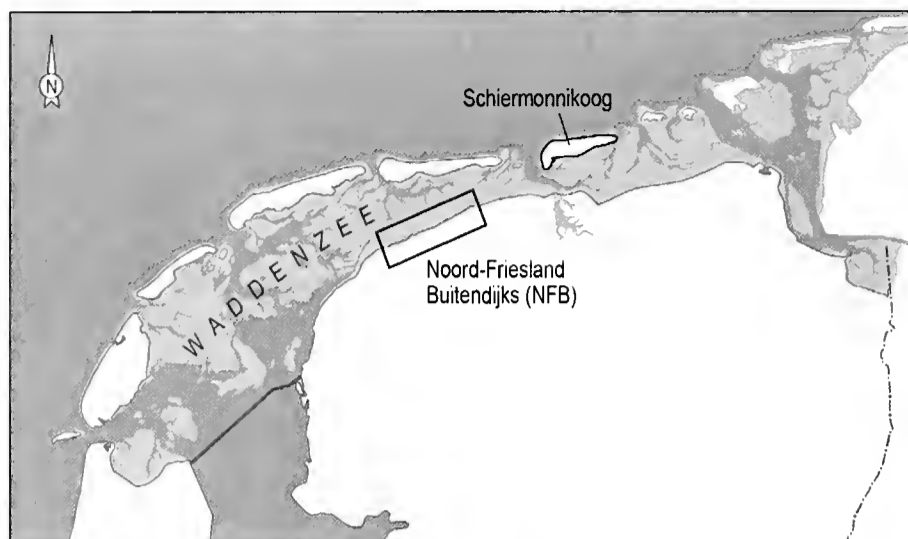 N
Schiermonnikoog
WADDENZEE
Noord-Friesland
Buitendijks (NFB)